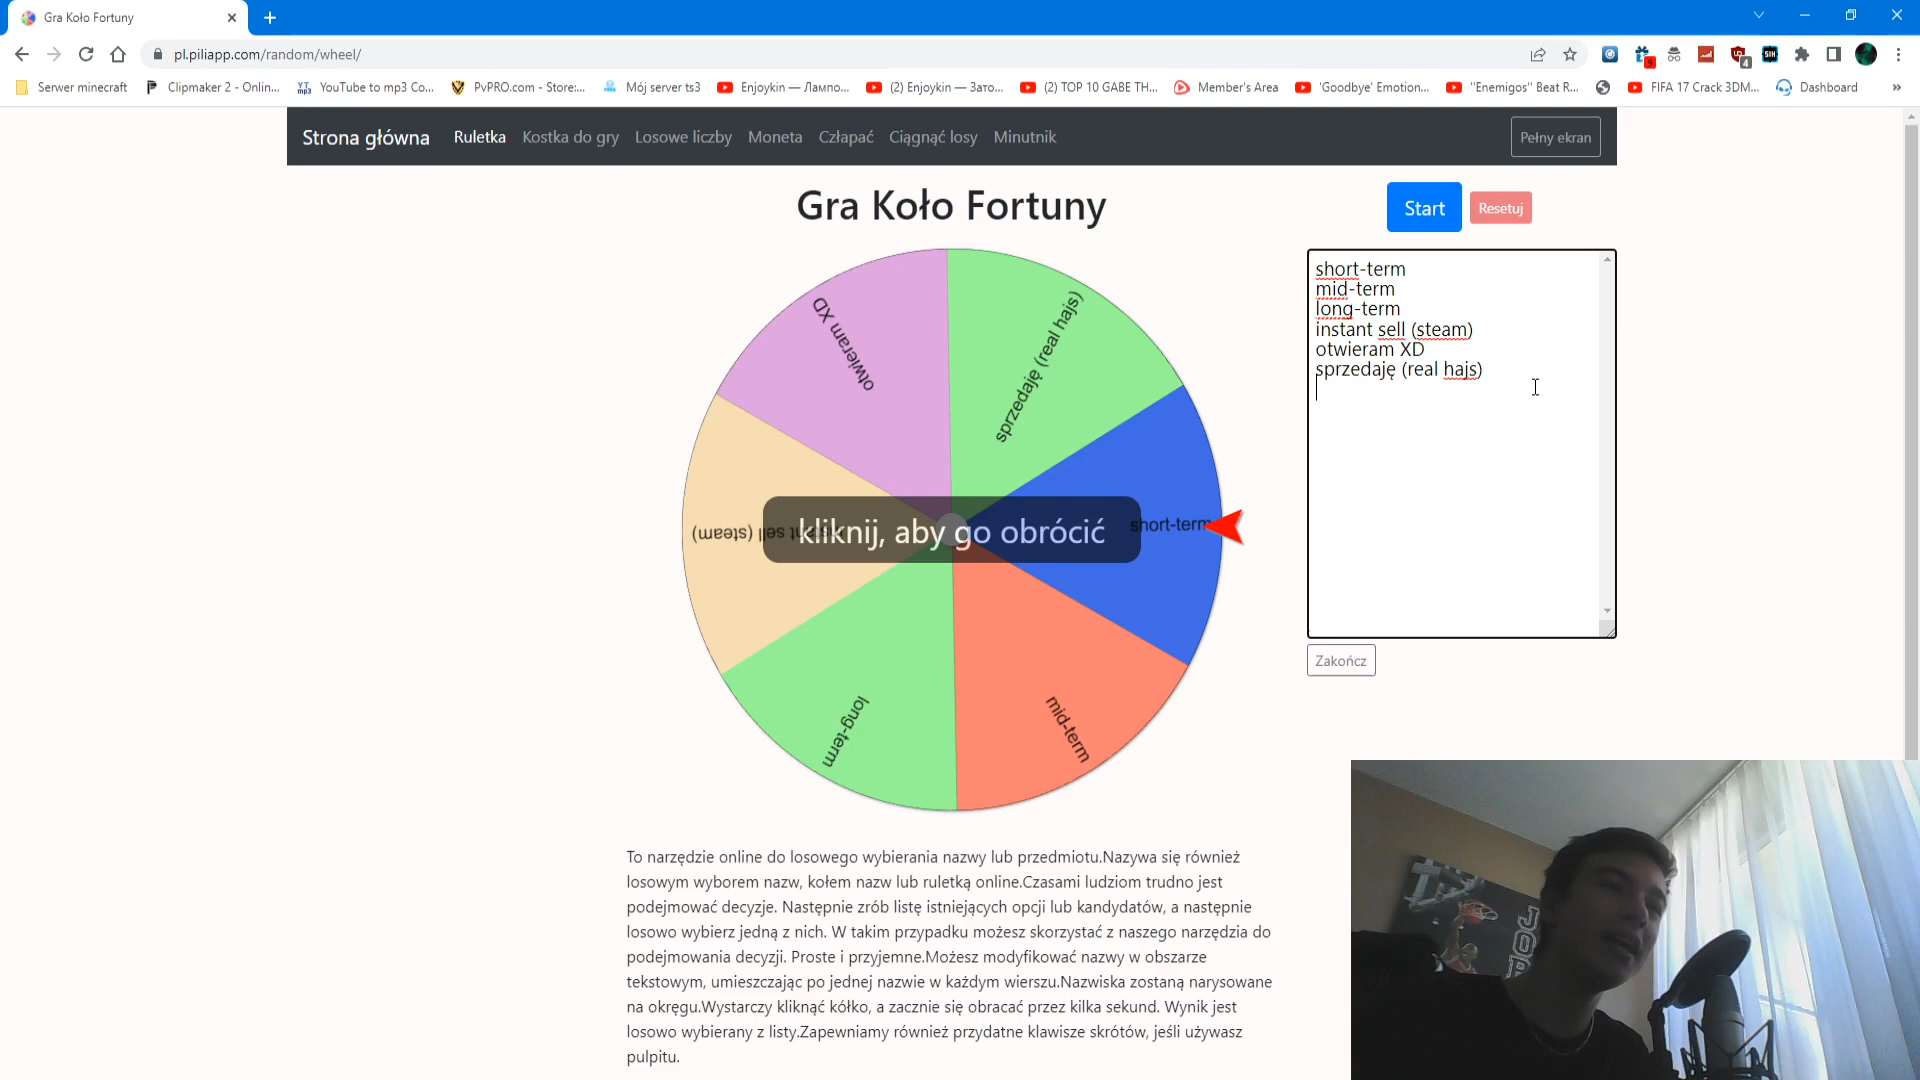 Gra Koło Fortuny
pl.piliapp.com/random/wheel/
Serwer minecraft
Clipmaker 2 - Onlin...
YouTube to mp3 Co...
PvPRO.com - Store:...
Mój server ts3
Enjoykin — Лампо...
(2) Enjoykin — Зато...
(2) TOP 10 GABE TH...
Member's Area
'Goodbye' Emotion...
"Enemigos" Beat R...
FIFA 17 Crack 3DM...
Dashboard
Strona główna
Ruletka
Kostka do gry
Losowe liczby
Moneta
Człapać
Ciągnąć losy
Minutnik
Pełny ekran
Gra Koło Fortuny
Start
Resetuj
short-term
mid-term
long-term
instant sell (steam)
otwieram XD
sprzedaję (real hajs)
Zakończ
otwieram XD
sprzedaję (real hajs)
sell (steam)
kliknij, aby go obrócić
short-term
long-term
mid-term
To narzędzie online do losowego wybierania nazwy lub przedmiotu.Nazywa się również
losowym wyborem nazw, kołem nazw lub ruletką online.Czasami ludziom trudno jest
podejmować decyzje. Następnie zrób listę istniejących opcji lub kandydatów, a następnie
losowo wybierz jedną z nich. W takim przypadku możesz skorzystać z naszego narzędzia do
podejmowania decyzji. Proste i przyjemne.Możesz modyfikować nazwy w obszarze
tekstowym, umieszczając po jednej nazwie w każdym wierszu.Nazwiska zostaną narysowane
na okręgu.Wystarczy kliknąć kółko, a zacznie się obracać przez kilka sekund. Wynik jest
losowo wybierany z listy.Zapewniamy również przydatne klawisze skrótów, jeśli używasz
pulpitu.